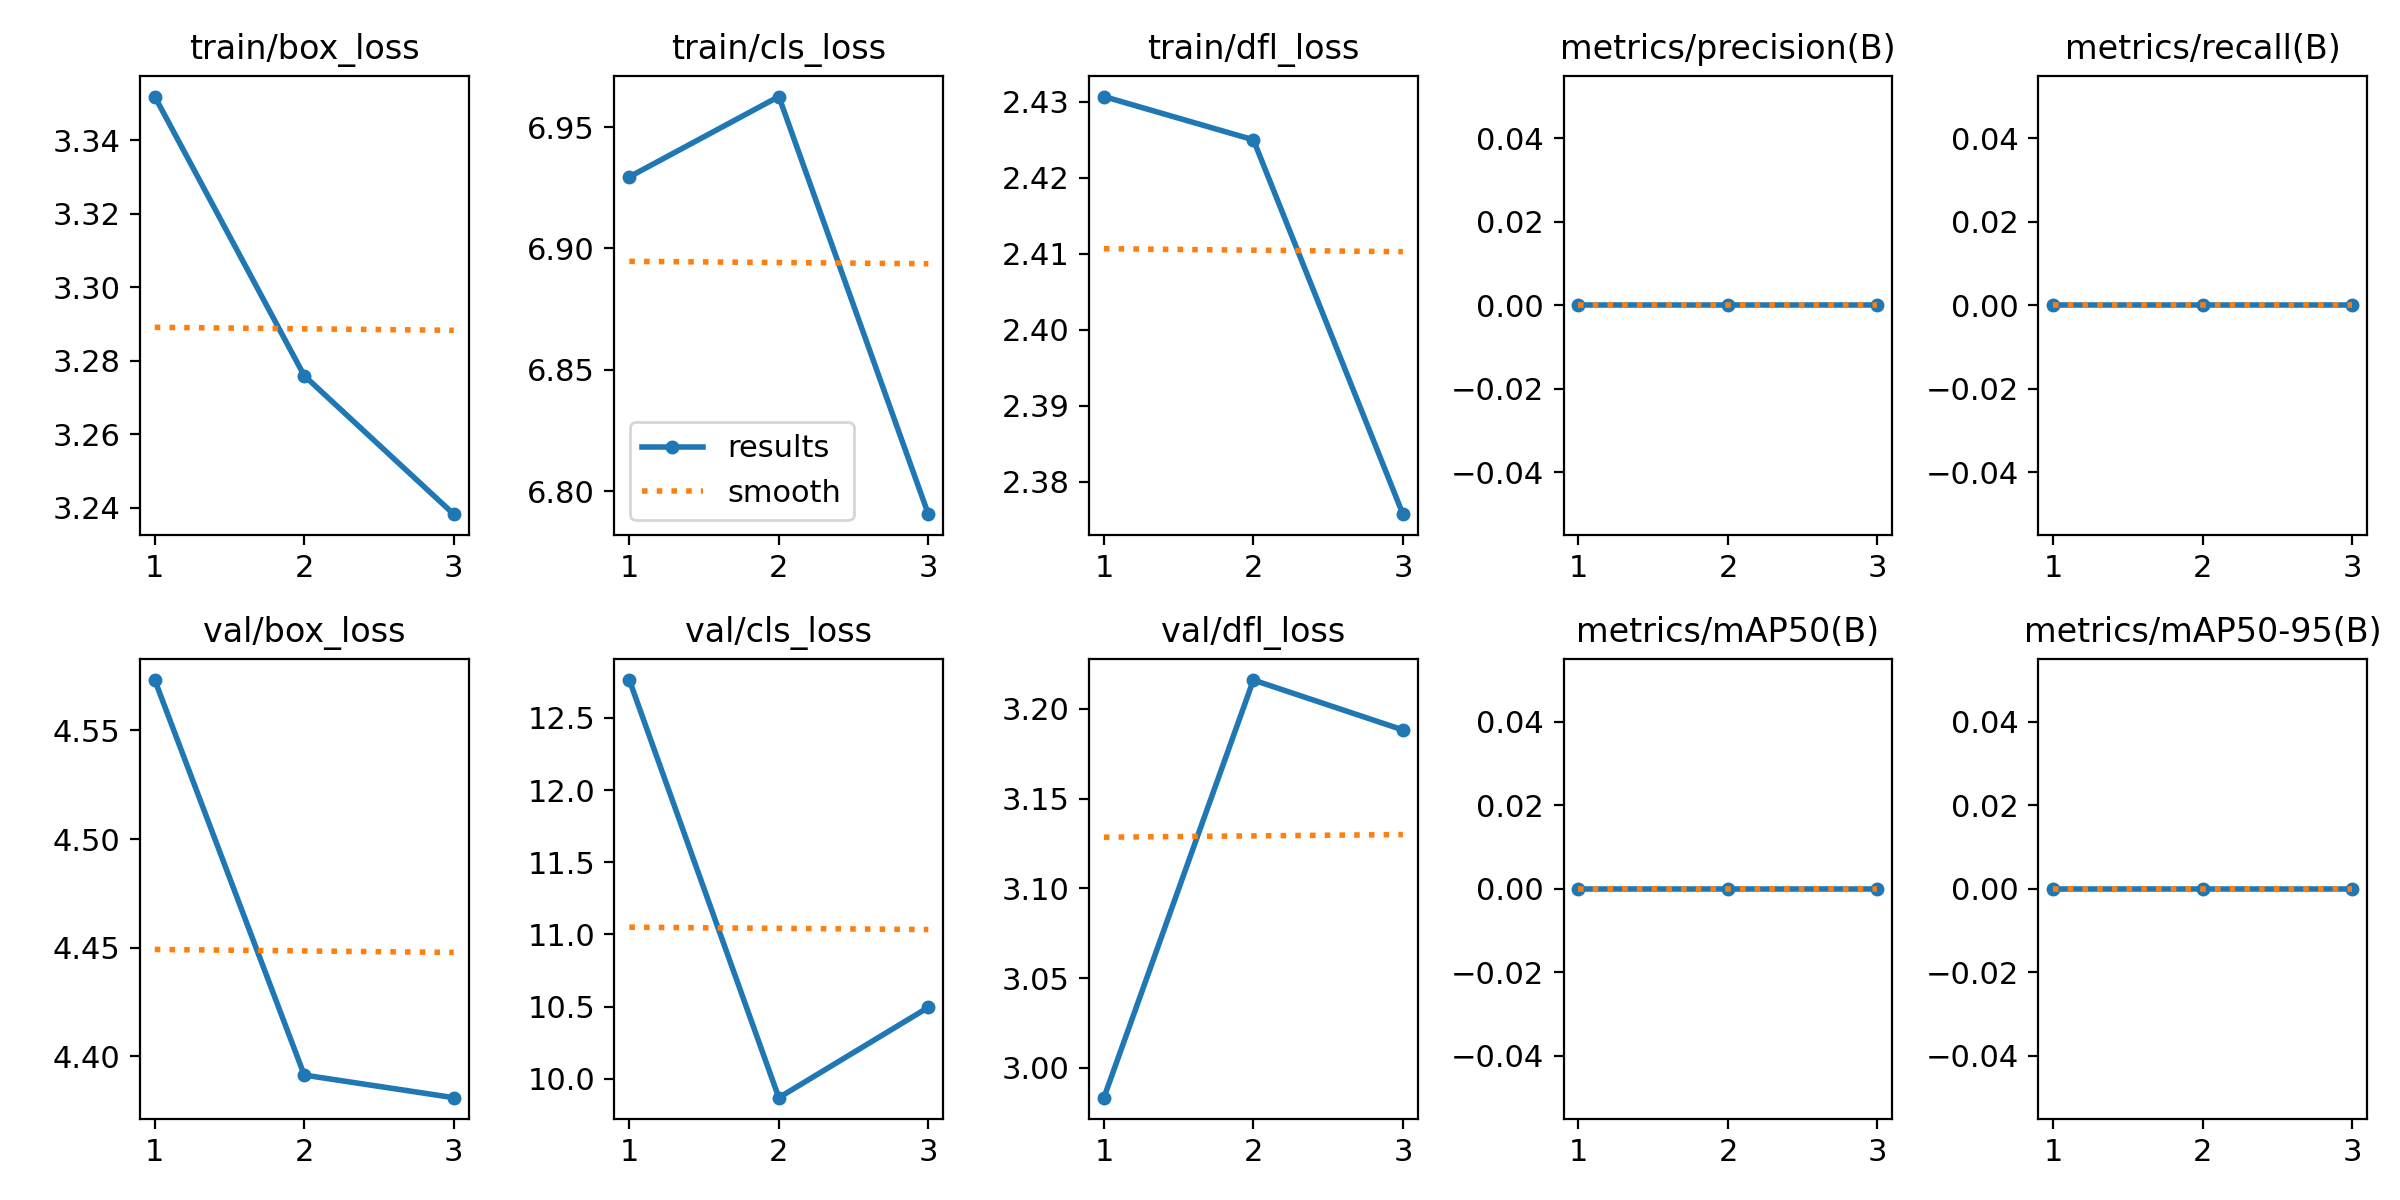 train/box_loss
3.34
3.32
3.30
3.28
3.26
3.24
1 2 3
train/cls_loss
6.95
6.90
6.85
6.80
results
smooth
1 2 3
train/dfl_loss
2.43
2.42
2.41
2.40
2.39
2.38
1 2 3
metrics/precision(B)
0.04
0.02
0.00
−0.02
−0.04
1 2 3
metrics/recall(B)
0.04
0.02
0.00
−0.02
−0.04
1 2 3
val/box_loss
4.55
4.50
4.45
4.40
1 2 3
val/cls_loss
12.5
12.0
11.5
11.0
10.5
10.0
1 2 3
val/dfl_loss
3.20
3.15
3.10
3.05
3.00
1 2 3
metrics/mAP50(B)
0.04
0.02
0.00
−0.02
−0.04
1 2 3
metrics/mAP50-95(B)
0.04
0.02
0.00
−0.02
−0.04
1 2 3